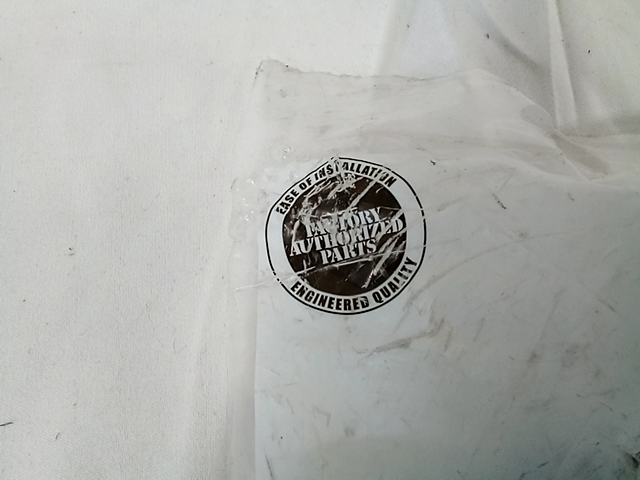 EASE OF INSTALLATION
FACTORY
AUTHORIZED
PARTS
ENGINEERED QUALITY